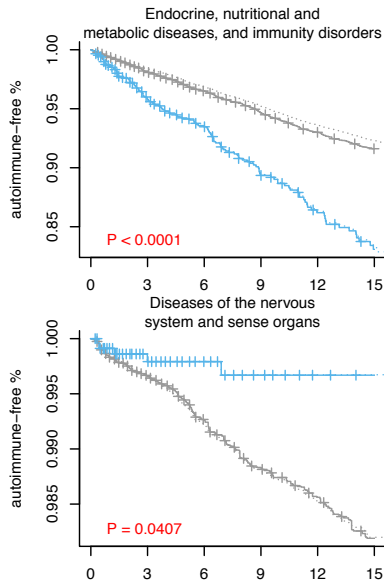 Endocrine, nutritional and
metabolic diseases, and immunity disorders
autoimmune−free %
1.00
0.95
0.90
0.85
P < 0.0001
0 3 6 9 12 15
Diseases of the nervous
system and sense organs
autoimmune−free %
1.000
0.995
0.990
0.985
P = 0.0407
0 3 6 9 12 15